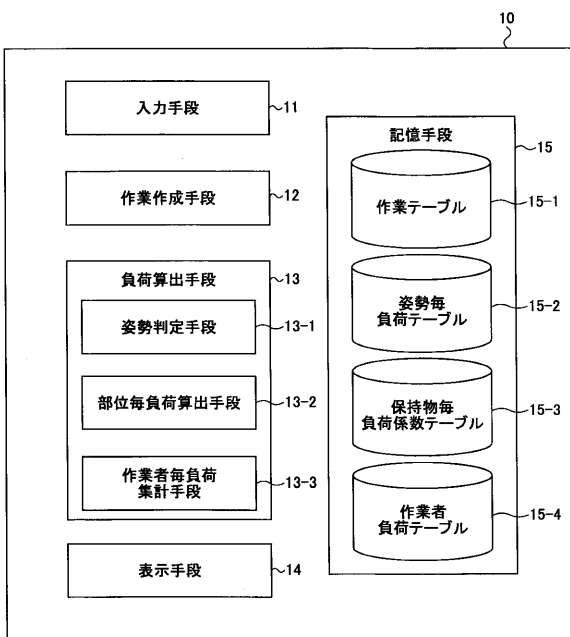 10
入力手段
11
作業作成手段
12
負荷算出手段
13
姿勢判定手段
13-1
部位毎負荷算出手段
13-2
作業者毎負荷
集計手段
13-3
表示手段
14
記憶手段
15
作業テーブル
15-1
姿勢毎
負荷テーブル
15-2
保持物毎
負荷係数テーブル
15-3
作業者
負荷テーブル
15-4